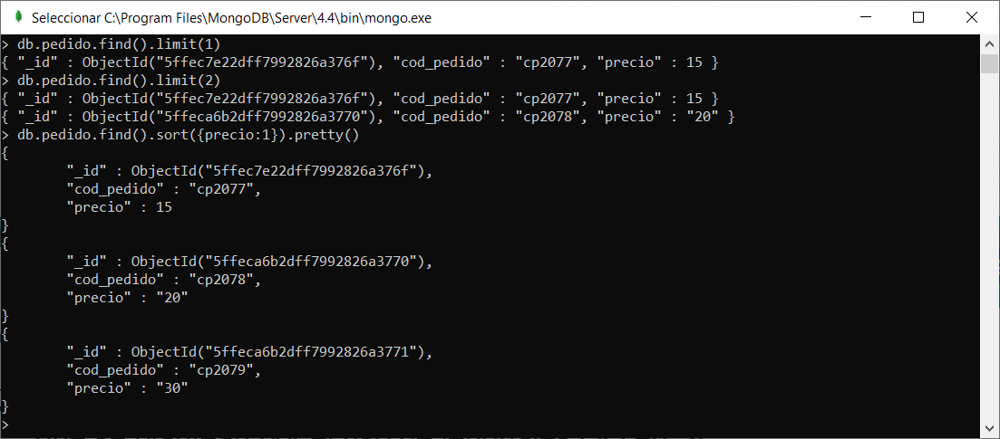 Seleccionar C:\Program Files\MongoDB\Server\4.4\bin\mongo.exe
> db.pedido.find().limit(1)
{ "_id" : ObjectId("5ffec7e22dff7992826a376f"), "cod_pedido" : "cp2077", "precio" : 15 }
> db.pedido.find().limit(2)
{ "_id" : ObjectId("5ffec7e22dff7992826a376f"), "cod_pedido" : "cp2077", "precio" : 15 }
{ "_id" : ObjectId("5ffeca6b2dff7992826a3770"), "cod_pedido" : "cp2078", "precio" : "20" }
> db.pedido.find().sort({precio:1}).pretty()
{
        "_id" : ObjectId("5ffec7e22dff7992826a376f"),
        "cod_pedido" : "cp2077",
        "precio" : 15
}
{
        "_id" : ObjectId("5ffeca6b2dff7992826a3770"),
        "cod_pedido" : "cp2078",
        "precio" : "20"
}
{
        "_id" : ObjectId("5ffeca6b2dff7992826a3771"),
        "cod_pedido" : "cp2079",
        "precio" : "30"
}
>